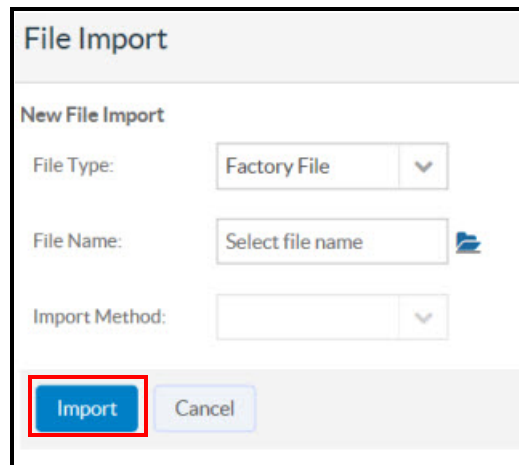 File Import
New File Import
File Type: Factory File
File Name: Select file name
Import Method:
Import Cancel